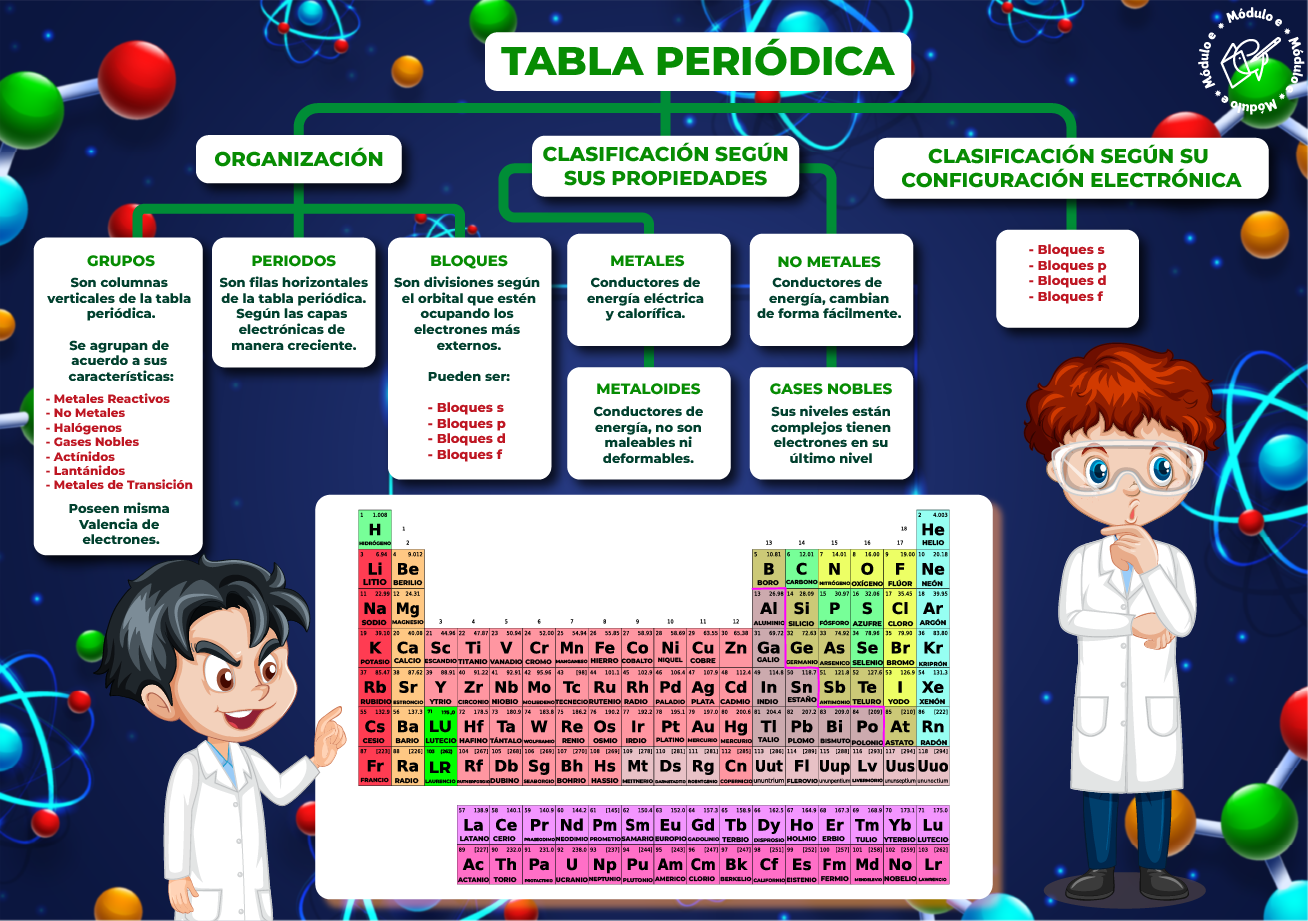 TABLA PERIÓDICA
Módulo e * Módulo e * Módulo e * Módulo
ORGANIZACIÓN
CLASIFICACIÓN SEGÚN
SUS PROPIEDADES
CLASIFICACIÓN SEGÚN SU
CONFIGURACIÓN ELECTRÓNICA
GRUPOS
Son columnas
verticales de la tabla
periódica.
Se agrupan de
acuerdo a sus
características:
- Metales Reactivos
- No Metales
- Halógenos
- Gases Nobles
- Actínidos
- Lantánidos
- Metales de Transición
Poseen misma
Valencia de
electrones.
PERIODOS
Son filas horizontales
de la tabla periódica.
Según las capas
electrónicas de
manera creciente.
BLOQUES
Son divisiones según
el orbital que estén
ocupando los
electrones más
externos.
Pueden ser:
- Bloques s
- Bloques p
- Bloques d
- Bloques f
METALES
Conductores de
energía eléctrica
y calorífica.
NO METALES
Conductores de
energía, cambian
de forma fácilmente.
METALOIDES
Conductores de
energía, no son
maleables ni
deformables.
GASES NOBLES
Sus niveles están
complejos tienen
electrones en su
último nivel
- Bloques s
- Bloques p
- Bloques d
- Bloques f
1 1.008 2 4.003
H 1 18 He
HIDRÓGENO 2 13 14 15 16 17 HELIO
3 6.94 4 9.012 5 10.81 6 12.01 7 14.01 8 16.00 9 19.00 10 20.18
Li Be B C N O F Ne
LITIO BERILIO BORO CARBONO NITRÓGENO OXÍGENO FLÚOR NEÓN
11 22.99 12 24.31 13 26.98 14 28.09 15 30.97 16 32.06 17 35.45 18 39.95
Na Mg Al Si P S Cl Ar
SODIO MAGNESIO 3 4 5 6 7 8 9 10 11 12 ALUMINIO SILICIO FÓSFORO AZUFRE CLORO ARGÓN
19 39.10 20 40.08 21 44.96 22 47.87 23 50.94 24 52.00 25 54.94 26 55.85 27 58.93 28 58.69 29 63.55 30 65.38 31 69.72 32 72.63 33 74.92 34 78.96 35 79.90 36 83.80
K Ca Sc Ti V Cr Mn Fe Co Ni Cu Zn Ga Ge As Se Br Kr
POTASIO CALCIO ESCANDIO TITANIO VANADIO CROMO MANGANESO HIERRO COBALTO NIQUEL COBRE GALIO GERMANIO ARSENICO SELENIO BROMO KRIPRÓN
37 85.47 38 87.62 39 88.91 40 91.22 41 92.91 42 95.96 43 [98] 44 101.1 45 102.9 46 106.4 47 107.9 48 112.4 49 114.8 50 118.7 51 121.8 52 127.6 53 126.9 54 131.3
Rb Sr Y Zr Nb Mo Tc Ru Rh Pd Ag Cd In Sn Sb Te I Xe
RUBIDIO ESTRONCIO YTRIO CIRCONIO NIOBIO MOLIBDENO TECNECIO RUTENIO RADIO PALADIO PLATA CADMIO INDIO ESTAÑO ANTIMONIO TELURO YODO XENÓN
55 132.9 56 137.3 71 175.0 72 178.5 73 180.9 74 183.8 75 186.2 76 190.2 77 192.2 78 195.1 79 197.0 80 200.6 81 204.4 82 207.2 83 209.0 84 [209] 85 [210] 86 [222]
Cs Ba LU Hf Ta W Re Os Ir Pt Au Hg Tl Pb Bi Po At Rn
CESIO BARIO LUTECIO HAFINO TÁNTALO WOLFRAMIO RENIO OSMIO IRDIO PLATINO MERCURIO MERCURIO TALIO PLOMO BISMUTO POLONIO ASTATO RADÓN
87 [223] 88 [226] 103 [262] 104 [267] 105 [268] 106 [269] 107 [270] 108 [269] 109 [278] 110 [281] 111 [281] 112 [285] 113 [286] 114 [289] 115 [288] 116 [293] 117 [294] 118 [294]
Fr Ra LR Rf Db Sg Bh Hs Mt Ds Rg Cn Uut Fl Uup Lv Uus Uuo
FRANCIO RADIO LAURENCIO DUBINO SEABORGIO BOHRIO HASSIO MEITNERIO COPERNICIO ununtrium FLEROVIO ununpentium LIVERMORIO ununseptium ununoctium
57 138.9 58 140.1 59 140.9 60 144.2 61 [145] 62 150.4 63 152.0 64 157.3 65 158.9 66 162.5 67 164.9 68 167.3 69 168.9 70 173.1 71 175.0
La Ce Pr Nd Pm Sm Eu Gd Tb Dy Ho Er Tm Yb Lu
LATANO CERIO NEODIMIO PROMETIO SAMARIO EUROPIO GADOLINIO TERBIO DISPROSIO HOLMIO ERBIO TULIO YTERBIO LUTECIO
89 [227] 90 232.0 91 231.0 92 238.0 93 [237] 94 [244] 95 [243] 96 [247] 97 [247] 98 [251] 99 [252] 100 [257] 101 [258] 102 [259] 103 [262]
Ac Th Pa U Np Pu Am Cm Bk Cf Es Fm Md No Lr
ACTANIO TORIO PROTACTINIO UCRANIO NEPTUNIO PLUTONIO AMERICO CLORIO BERKELIO CALIFORNIO EISTENIO FERMIO MENDELEVIO NOBELIO LAWRENCIO